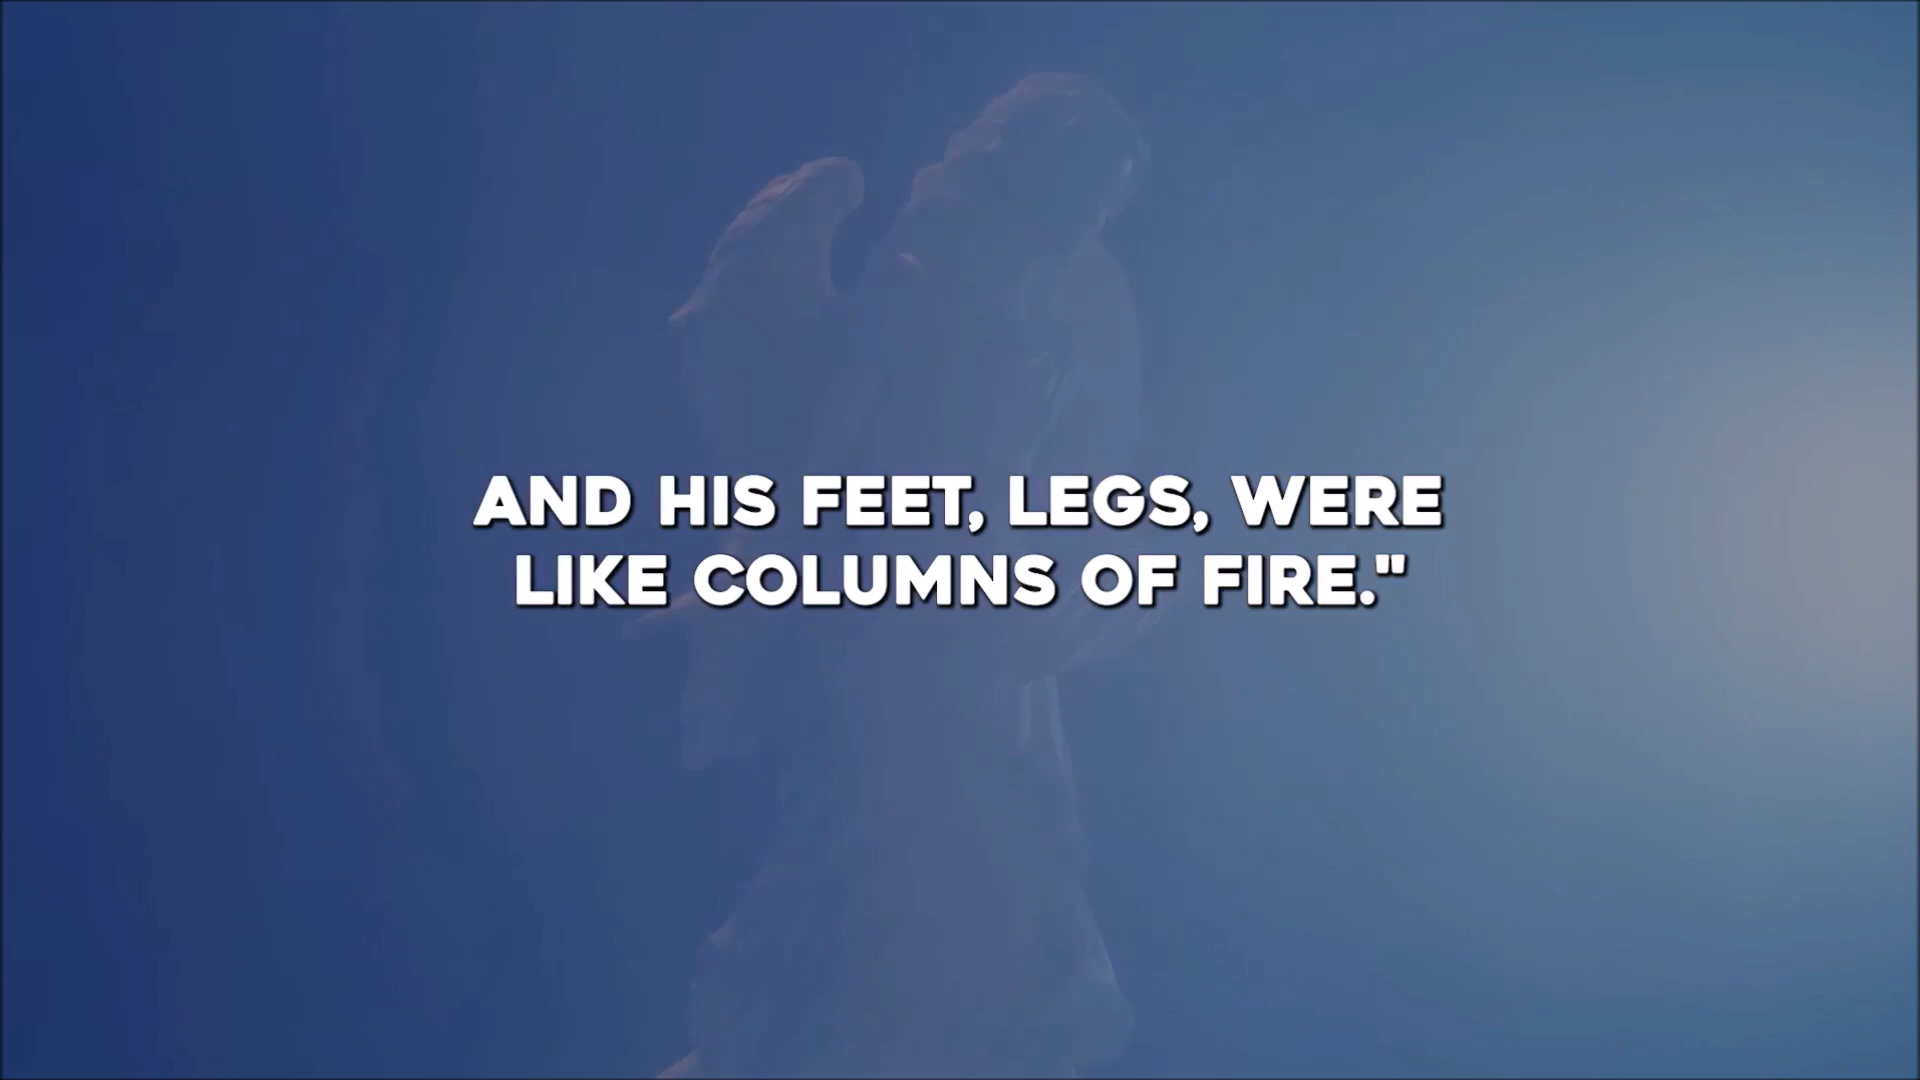 AND HIS FEET, LEGS, WERE
LIKE COLUMNS OF FIRE."